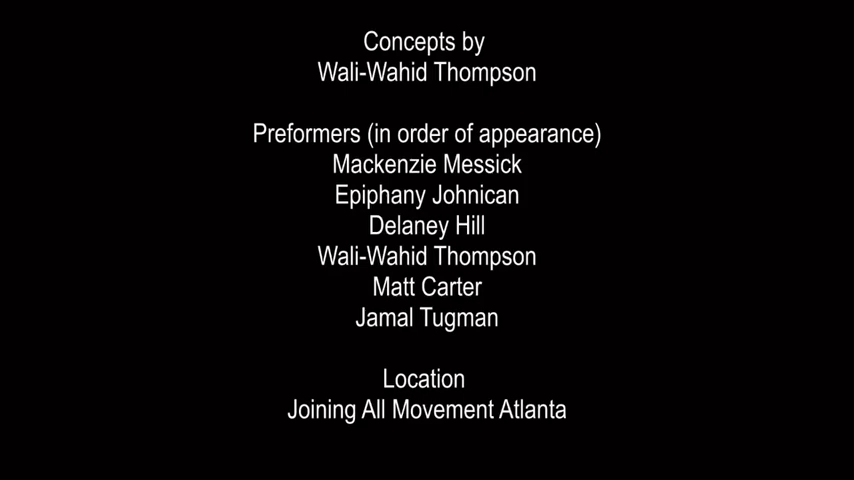 Concepts by
Wali-Wahid Thompson
Preformers (in order of appearance)
Mackenzie Messick
Epiphany Johnican
Delaney Hill
Wali-Wahid Thompson
Matt Carter
Jamal Tugman
Location
Joining All Movement Atlanta